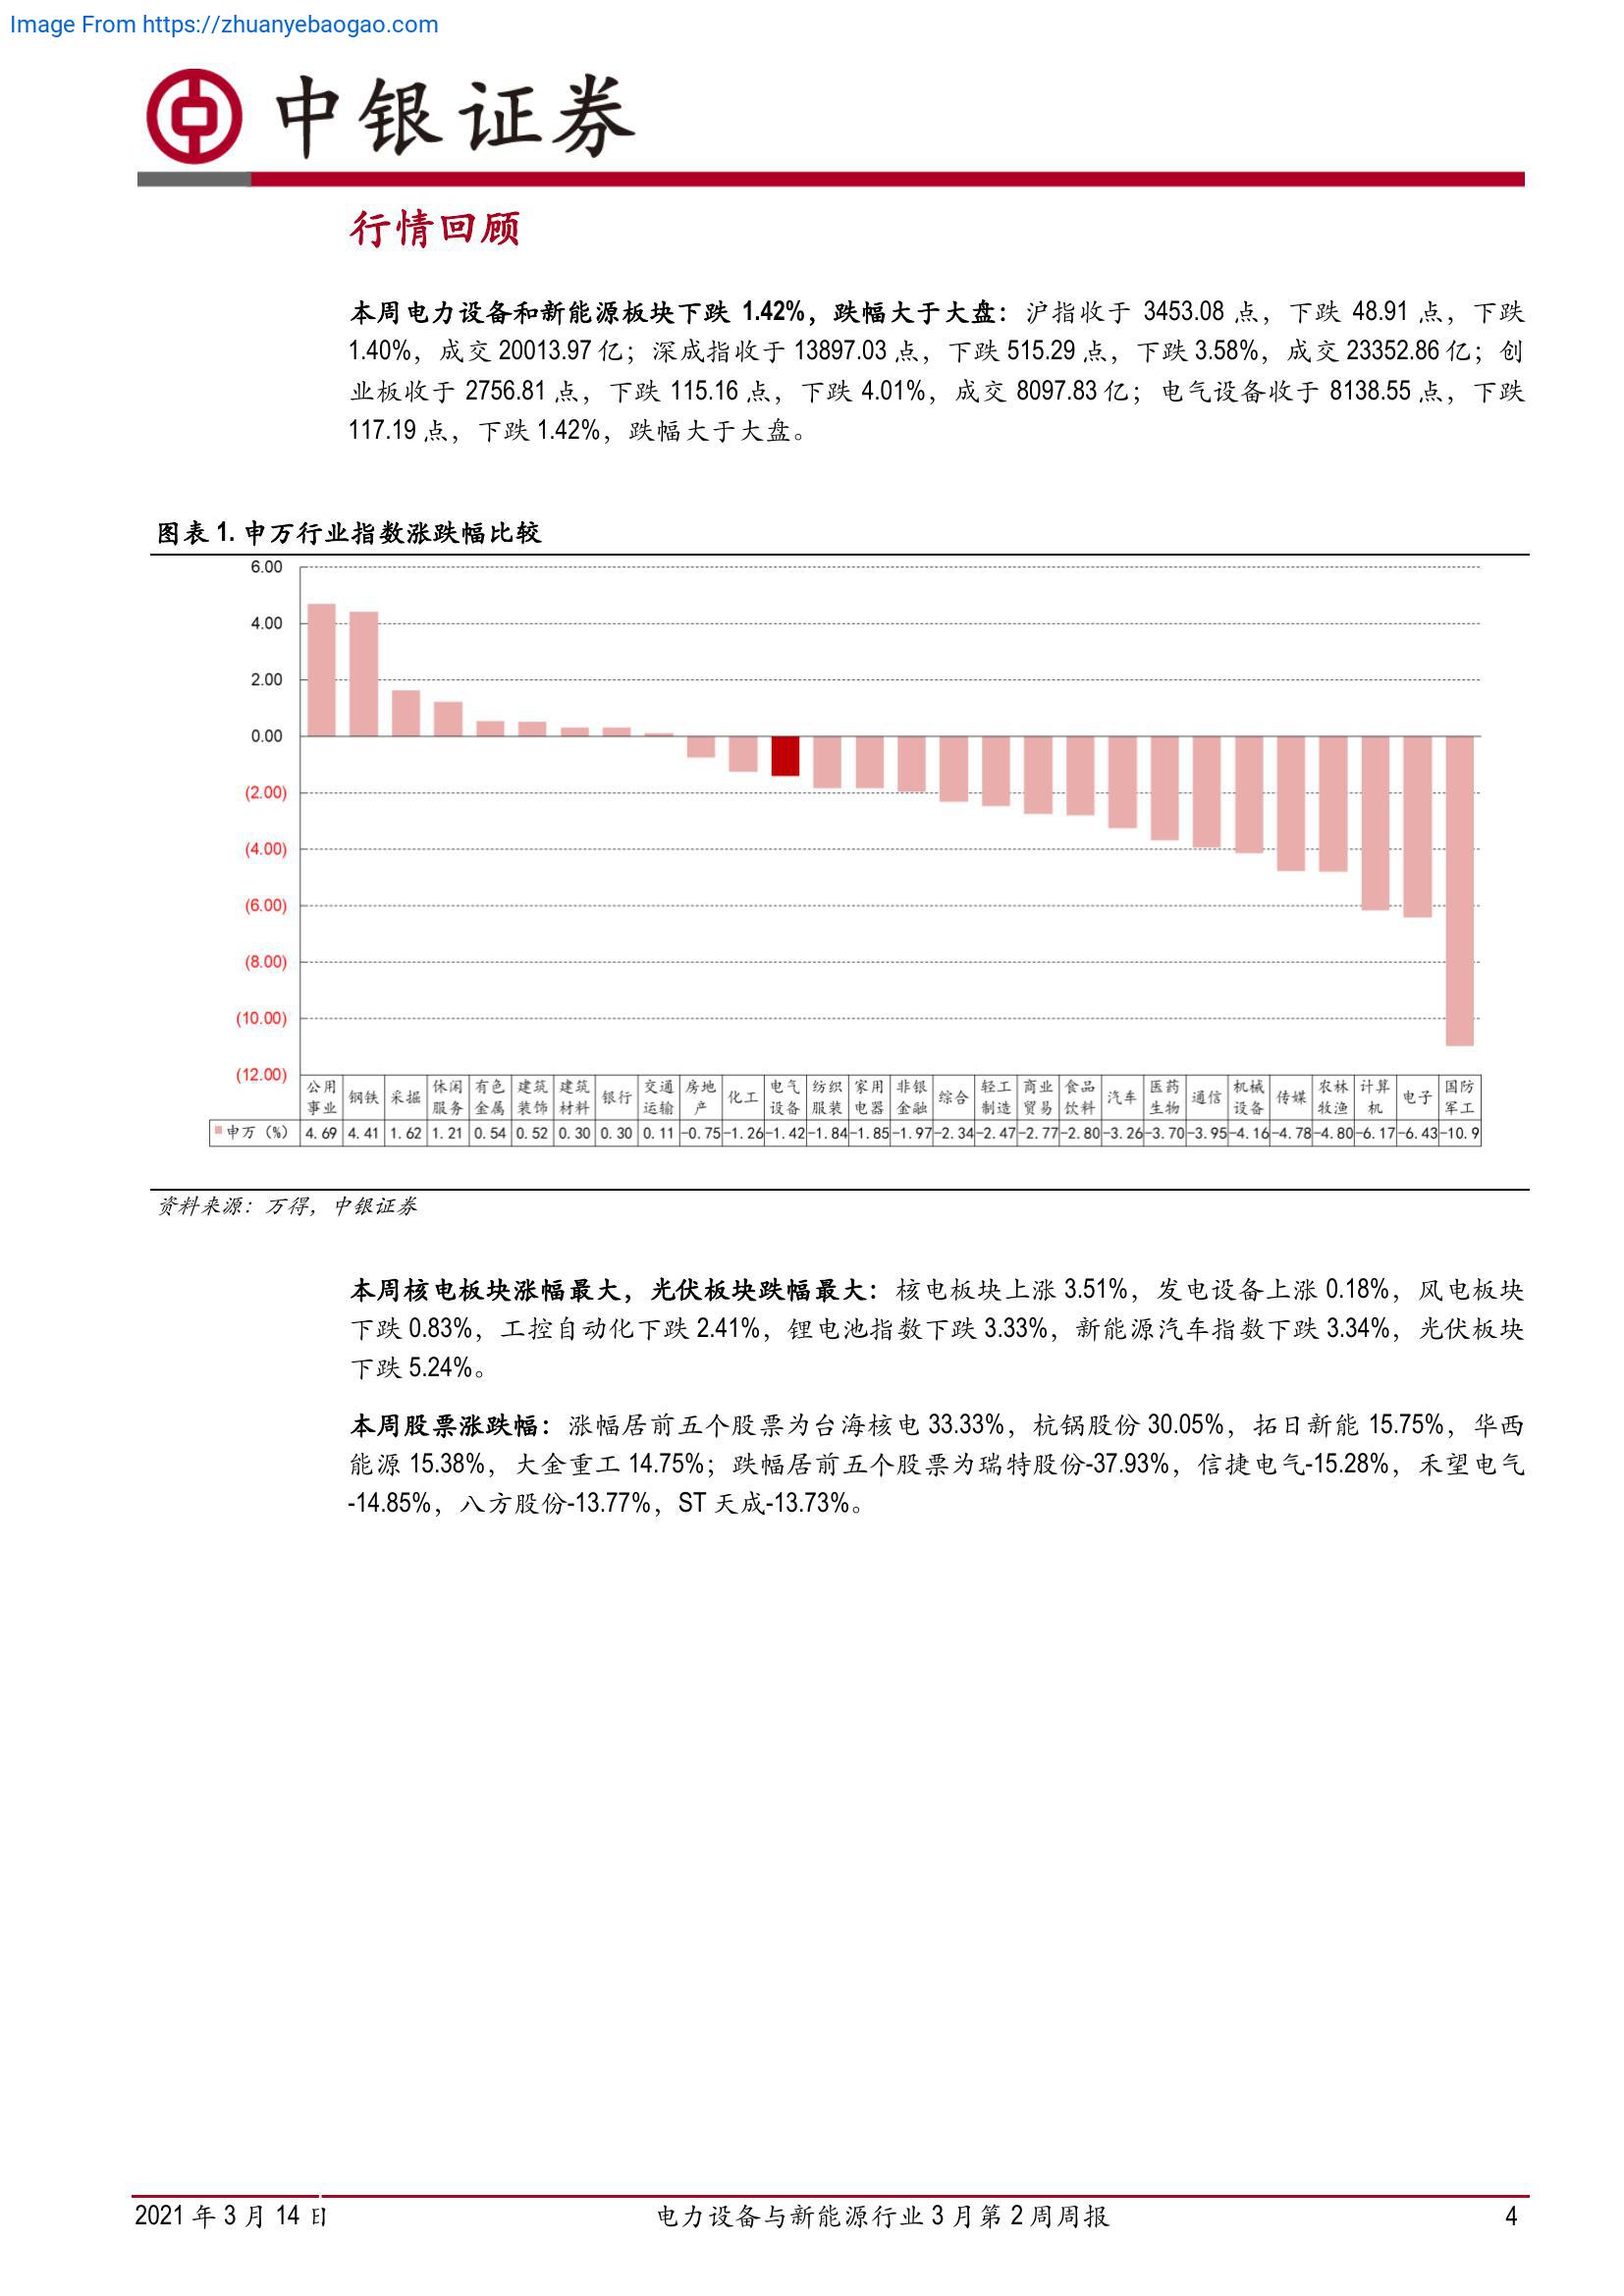 Image From https://zhuanyebaogao.com
中银证券
行情回顾
本周电力设备和新能源板块下跌 1.42%，跌幅大于大盘：沪指收于 3453.08 点，下跌 48.91 点，下跌
1.40%，成交 20013.97 亿；深成指收于 13897.03 点，下跌 515.29 点，下跌 3.58%，成交 23352.86 亿；创
业板收于 2756.81 点，下跌 115.16 点，下跌 4.01%，成交 8097.83 亿；电气设备收于 8138.55 点，下跌
117.19 点，下跌 1.42%，跌幅大于大盘。
图表 1. 申万行业指数涨跌幅比较
6.00
4.00
2.00
0.00
(2.00)
(4.00)
(6.00)
(8.00)
(10.00)
(12.00)
公用事业 钢铁 采掘 休闲服务 有色金属 建筑装饰 建筑材料 银行 交通运输 房地产 化工 电气设备 纺织服装 家用电器 非银金融 综合 轻工制造 商业贸易 食品饮料 汽车 医药生物 通信 机械设备 传媒 农林牧渔 计算机 电子 国防军工
申万（%） 4.69 4.41 1.62 1.21 0.54 0.52 0.30 0.30 0.11 -0.75 -1.26 -1.42 -1.84 -1.85 -1.97 -2.34 -2.47 -2.77 -2.80 -3.26 -3.70 -3.95 -4.16 -4.78 -4.80 -6.17 -6.43 -10.9
资料来源：万得，中银证券
本周核电板块涨幅最大，光伏板块跌幅最大：核电板块上涨 3.51%，发电设备上涨 0.18%，风电板块
下跌 0.83%，工控自动化下跌 2.41%，锂电池指数下跌 3.33%，新能源汽车指数下跌 3.34%，光伏板块
下跌 5.24%。
本周股票涨跌幅：涨幅居前五个股票为台海核电 33.33%，杭锅股份 30.05%，拓日新能 15.75%，华西
能源 15.38%，大金重工 14.75%；跌幅居前五个股票为瑞特股份-37.93%，信捷电气-15.28%，禾望电气
-14.85%，八方股份-13.77%，ST 天成-13.73%。
2021 年 3 月 14 日
电力设备与新能源行业 3 月第 2 周周报
4